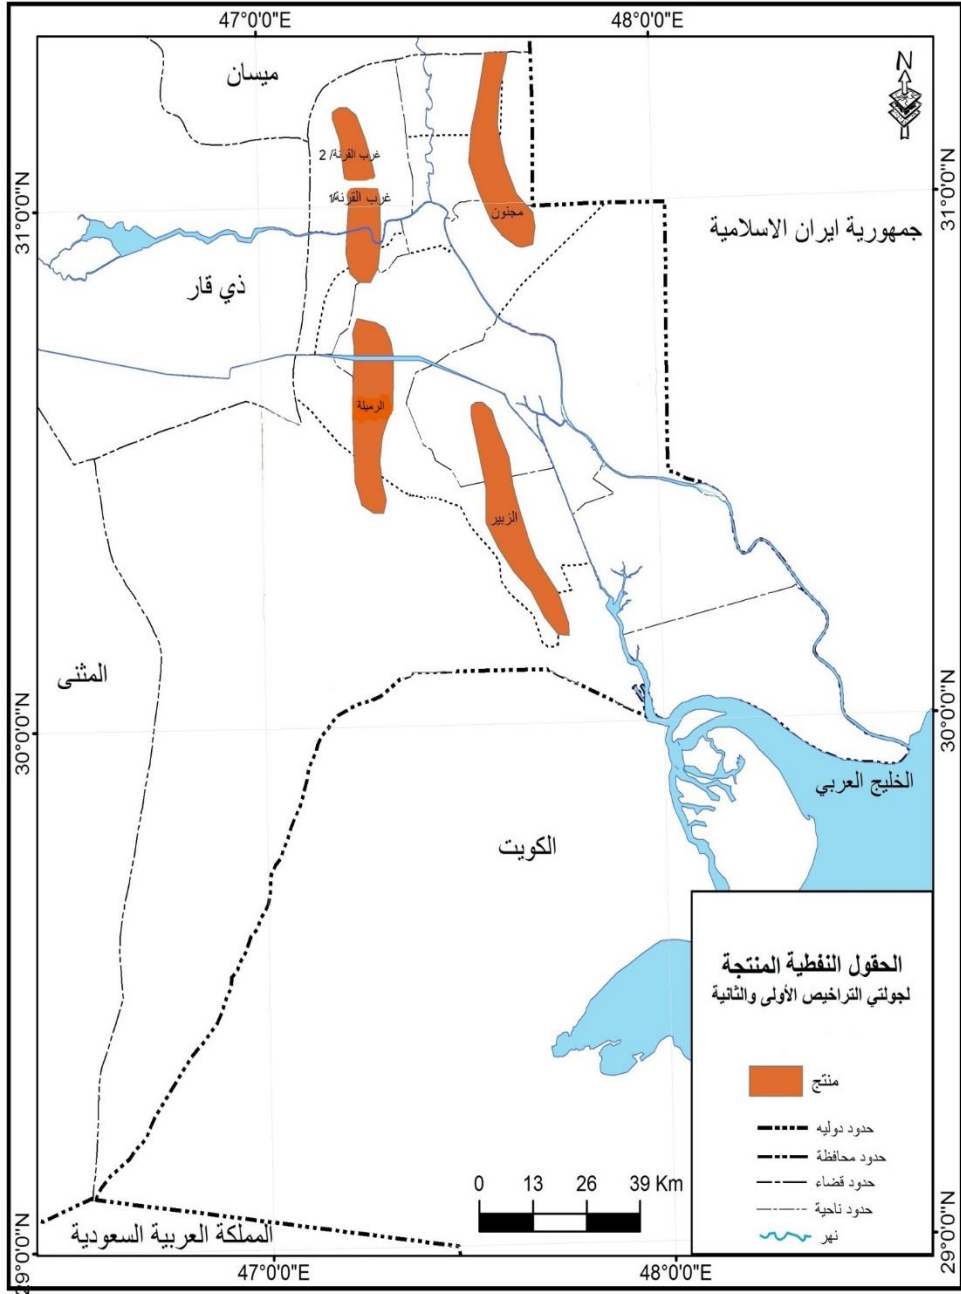 47°0'0"E
48°0'0"E
N
ميسان
غرب القرنة/ 2
غرب القرنة/1
مجنون
31°0'0"N
31°0'0"N
جمهورية ايران الاسلامية
ذي قار
الرميلة
الزبير
المثنى
30°0'0"N
30°0'0"N
الخليج العربي
الكويت
الحقول النفطية المنتجة
لجولتي التراخيص الأولى والثانية
منتج
حدود دوليه
حدود محافظة
حدود قضاء
حدود ناحية
نهر
0 13 26 39 Km
المملكة العربية السعودية
29°0'0"N
29°0'0"N
47°0'0"E
48°0'0"E